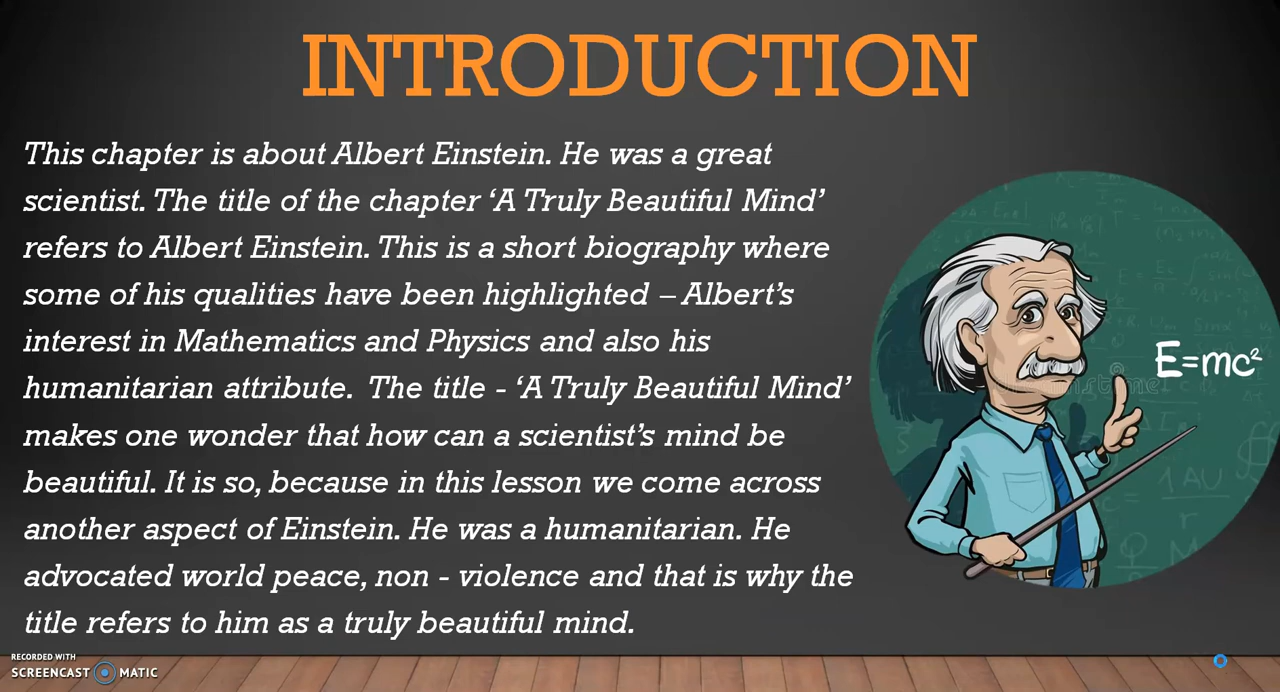 INTRODUCTION
This chapter is about Albert Einstein. He was a great
scientist. The title of the chapter ‘A Truly Beautiful Mind’
refers to Albert Einstein. This is a short biography where
some of his qualities have been highlighted – Albert’s
interest in Mathematics and Physics and also his
humanitarian attribute.  The title - ‘A Truly Beautiful Mind’
makes one wonder that how can a scientist’s mind be
beautiful. It is so, because in this lesson we come across
another aspect of Einstein. He was a humanitarian. He
advocated world peace, non - violence and that is why the
title refers to him as a truly beautiful mind.
E=mc²
1 AU
RECORDED WITH
SCREENCAST MATIC